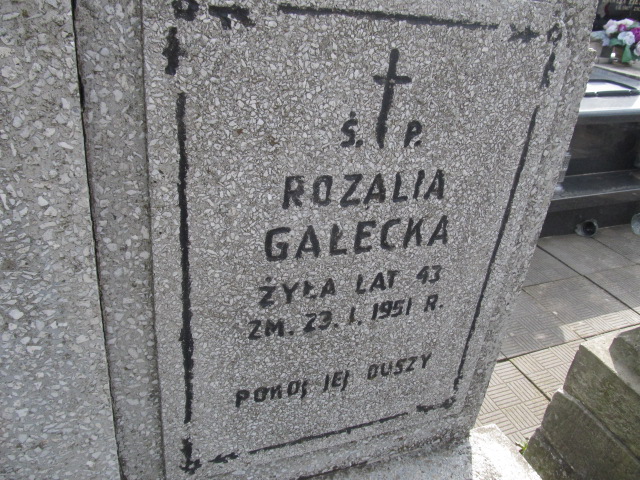 Ś. P.
ROZALIA
GAŁECKA
ŻYŁA LAT 43
ZM. 23. I. 1951 R.
POKÓJ JEJ DUSZY